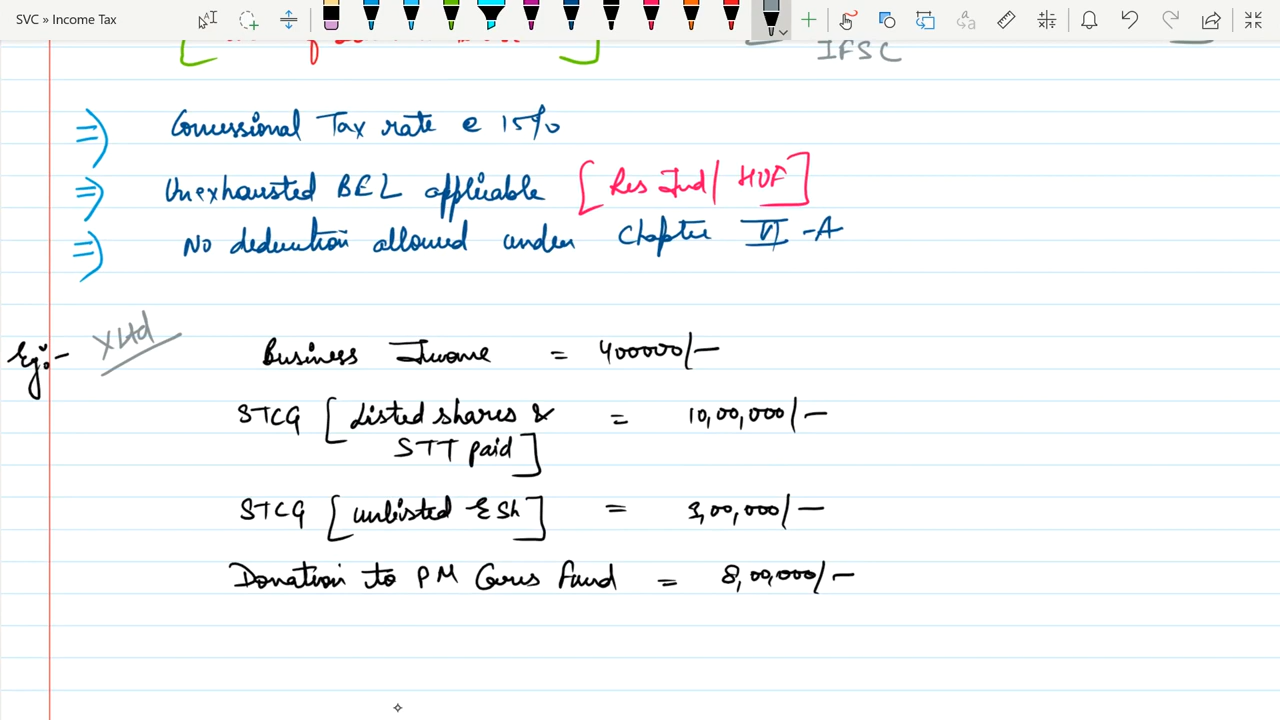 SVC » Income Tax
IFSC
=> Concessional Tax rate @ 15%
=> Unexhausted BEL applicable [Res Ind/ HUF]
=> No deduction allowed under Chapter VI-A
Eg:- X Ltd
Business Income = 400000/-
STCG [Listed shares &
STT paid] = 10,00,000/-
STCG [unlisted E Sh] = 3,00,000/-
Donation to PM Cares Fund = 8,00,000/-